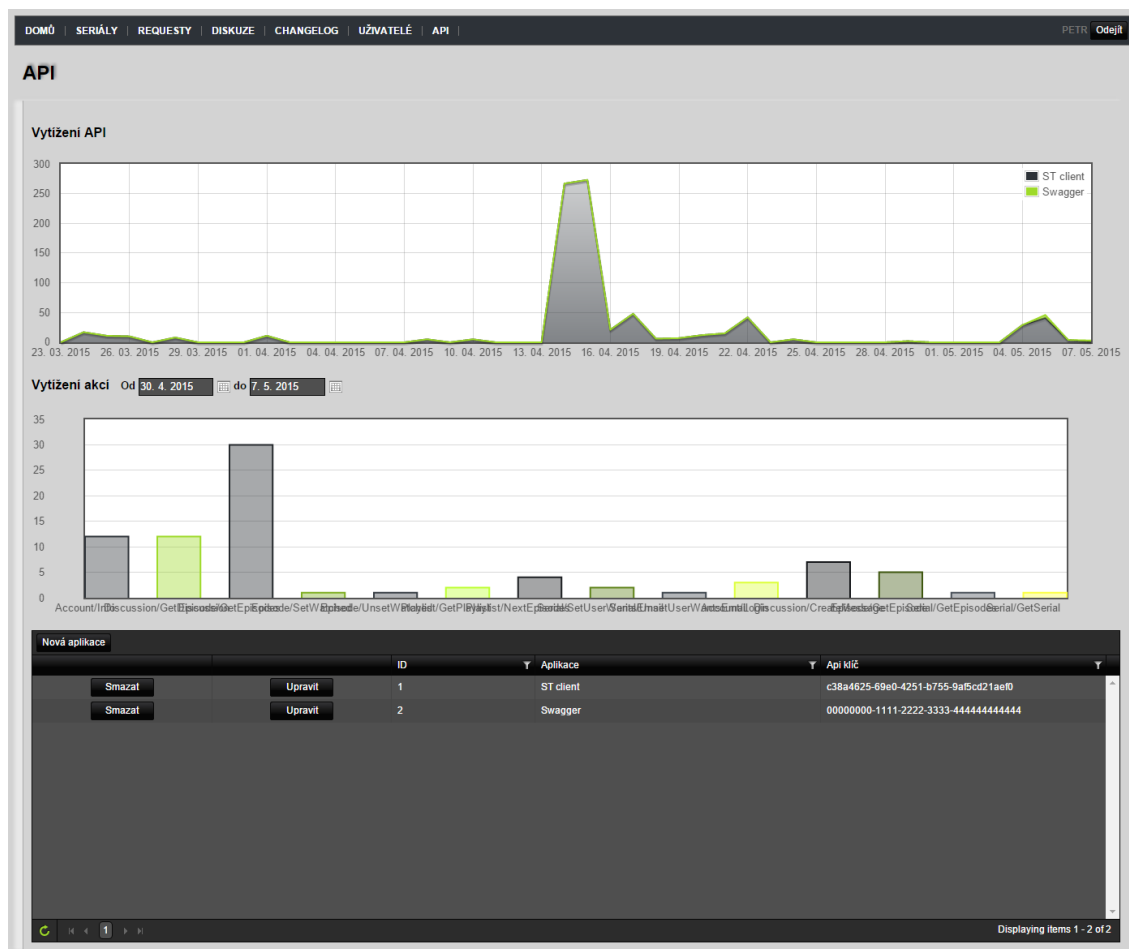 DOMŮ | SERIÁLY | REQUESTY | DISKUZE | CHANGELOG | UŽIVATELÉ | API | PETR Odejít
API
Vytížení API
300
250
200
150
100
50
0
ST client
Swagger
23. 03. 2015 26. 03. 2015 29. 03. 2015 01. 04. 2015 04. 04. 2015 07. 04. 2015 10. 04. 2015 13. 04. 2015 16. 04. 2015 19. 04. 2015 22. 04. 2015 25. 04. 2015 28. 04. 2015 01. 05. 2015 04. 05. 2015 07. 05. 2015
Vytížení akcí Od 30. 4. 2015 do 7. 5. 2015
35
30
25
20
15
10
5
0
Account/Info Serial/GetEpisodes Serial/GetSerial
Nová aplikace
ID Aplikace Api klíč
Smazat Upravit 1 ST client c38a4625-69e0-4251-b755-9af5cd21aef0
Smazat Upravit 2 Swagger 00000000-1111-2222-3333-444444444444
1 Displaying items 1 - 2 of 2